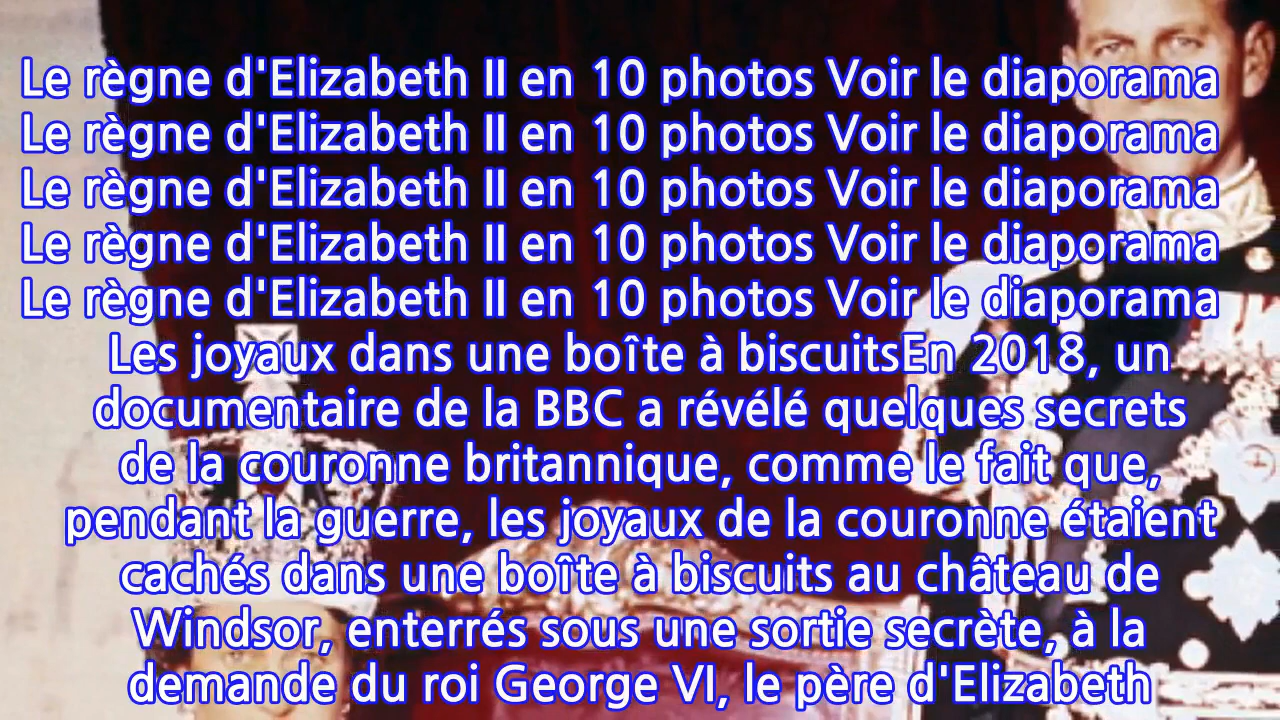 Le règne d'Elizabeth II en 10 photos Voir le diaporama
Le règne d'Elizabeth II en 10 photos Voir le diaporama
Le règne d'Elizabeth II en 10 photos Voir le diaporama
Le règne d'Elizabeth II en 10 photos Voir le diaporama
Le règne d'Elizabeth II en 10 photos Voir le diaporama
Les joyaux dans une boîte à biscuitsEn 2018, un
documentaire de la BBC a révélé quelques secrets
de la couronne britannique, comme le fait que,
pendant la guerre, les joyaux de la couronne étaient
cachés dans une boîte à biscuits au château de
Windsor, enterrés sous une sortie secrète, à la
demande du roi George VI, le père d'Elizabeth